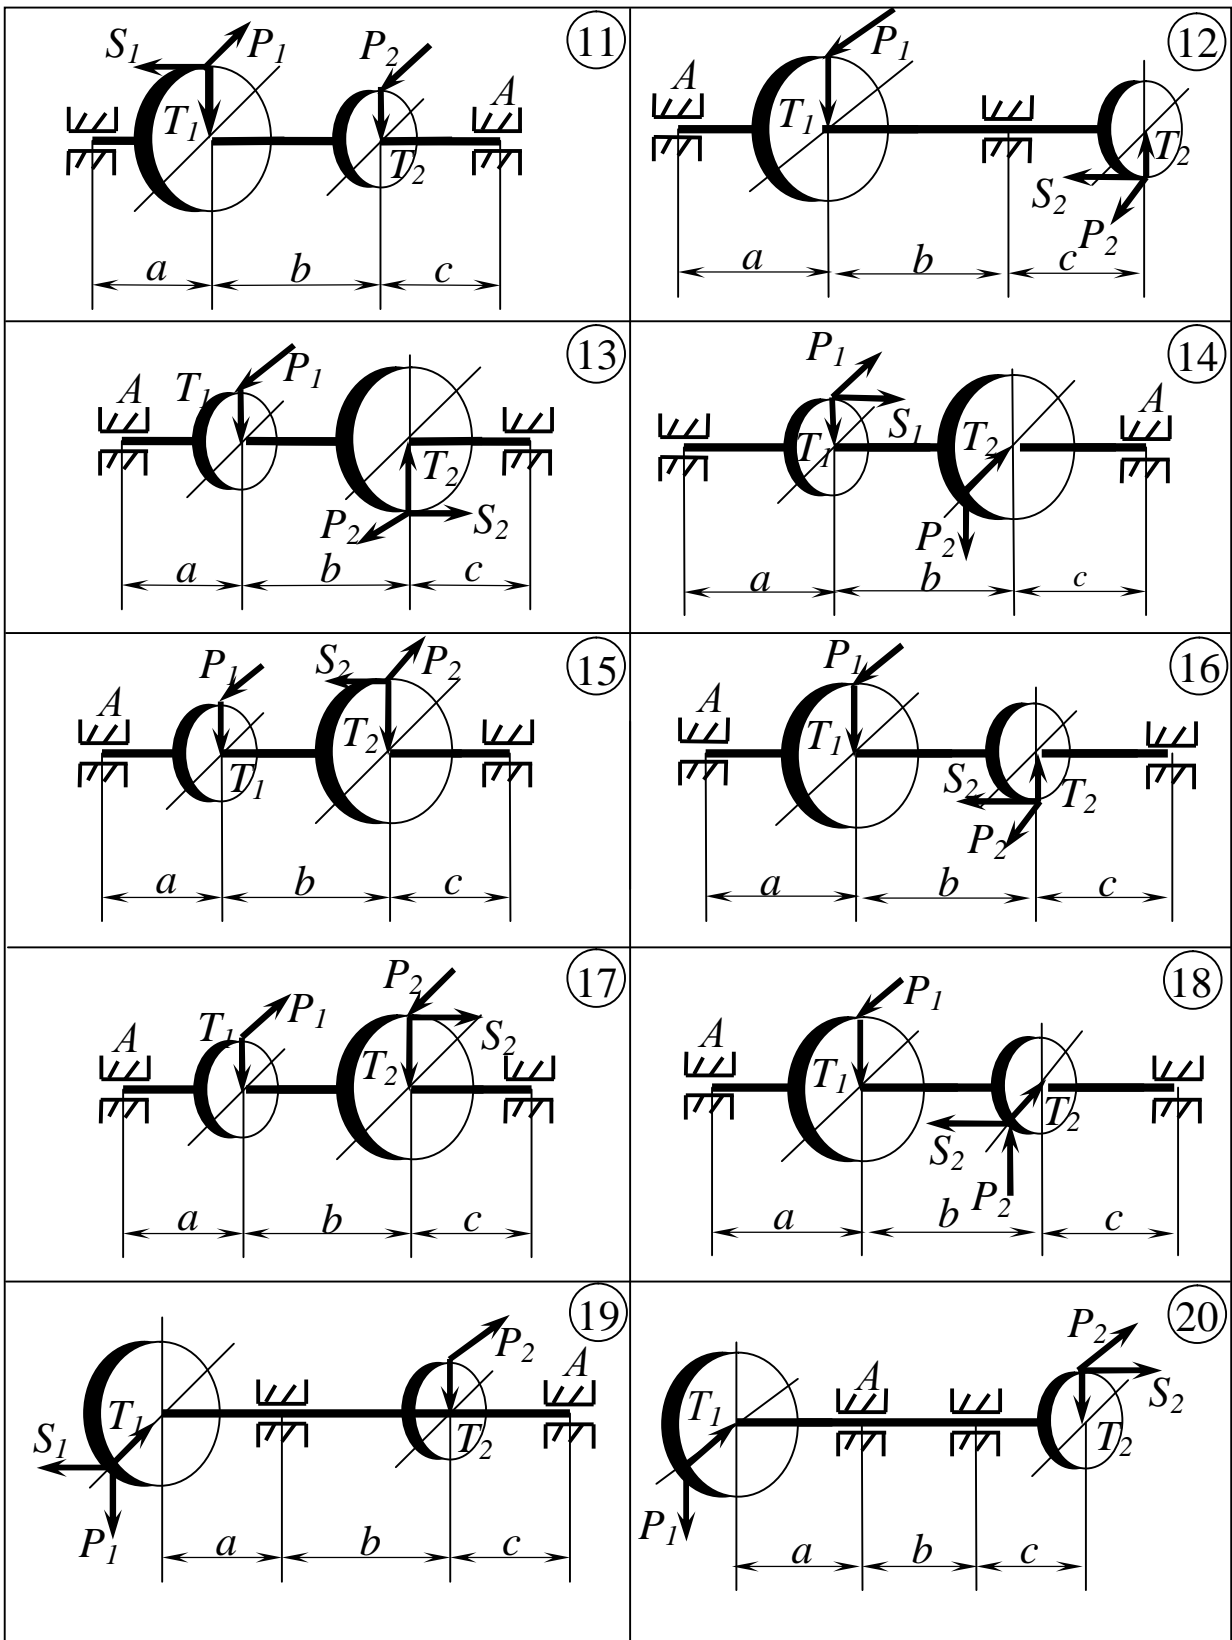 11
S1 P1 P2 A
T1 T2
a b c
12
P1
A T1 T2
S2 P2
a b c
13
T1 P1
A
T2
P2 S2
a b c
14
P1
S1 A
T1 T2
P2
a b c
15
P1 S2 P2
A T2
T1
a b c
16
P1
A T1
S2 T2
P2
a b c
17
P2
T1 P1
A S2
T2
a b c
18
P1
A
T1 T2
S2
P2
a b c
19
P2
A
T1 T2
S1
P1
a b c
20
P2
A S2
T1 T2
P1
a b c